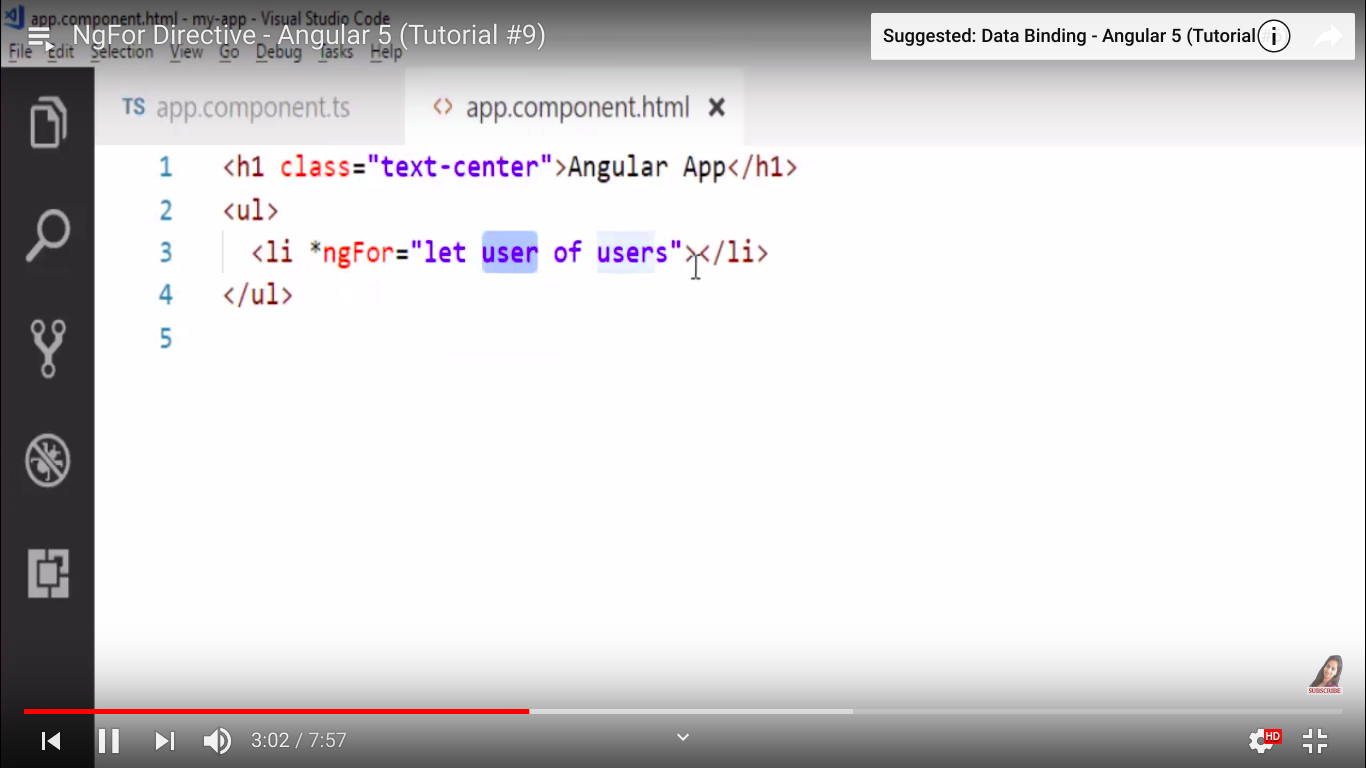 app.component.html - my-app - Visual Studio Code
NgFor Directive - Angular 5 (Tutorial #9)
Suggested: Data Binding - Angular 5 (Tutorial
File Edit Selection View Go Debug Tasks Help
TS app.component.ts <> app.component.html ×
1 <h1 class="text-center">Angular App</h1>
2 <ul>
3 <li *ngFor="let user of users"></li>
4 </ul>
5
SUBSCRIBE
3:02 / 7:57
HD